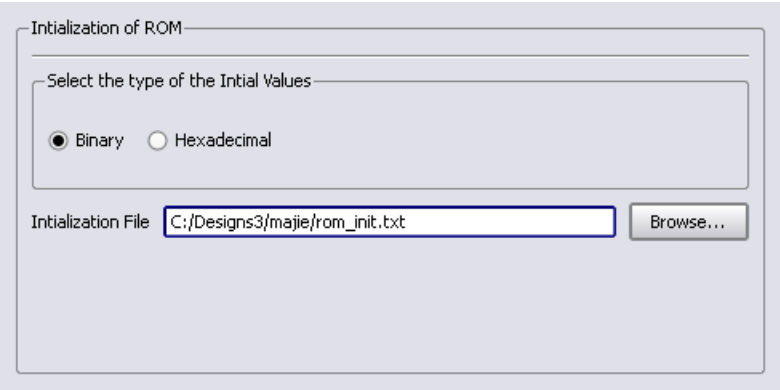 Intialization of ROM
Select the type of the Intial Values
Binary Hexadecimal
Intialization File C:/Designs3/majie/rom_init.txt Browse...